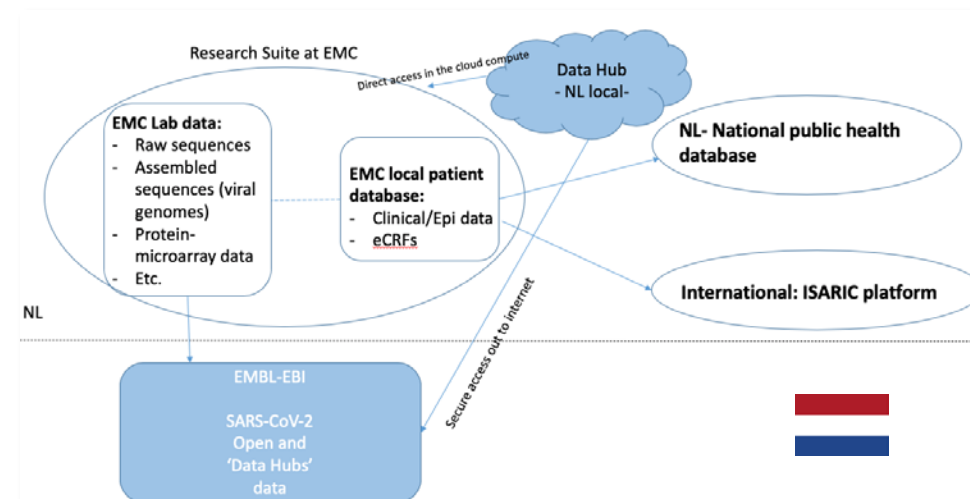 Research Suite at EMC
Direct access in the cloud compute
Data Hub
- NL local-
EMC Lab data:
- Raw sequences
- Assembled
sequences (viral
genomes)
- Protein-
microarray data
- Etc.
EMC local patient
database:
- Clinical/Epi data
- eCRFs
NL- National public health
database
International: ISARIC platform
NL
Secure access out to internet
EMBL-EBI
SARS-CoV-2
Open and
‘Data Hubs’
data